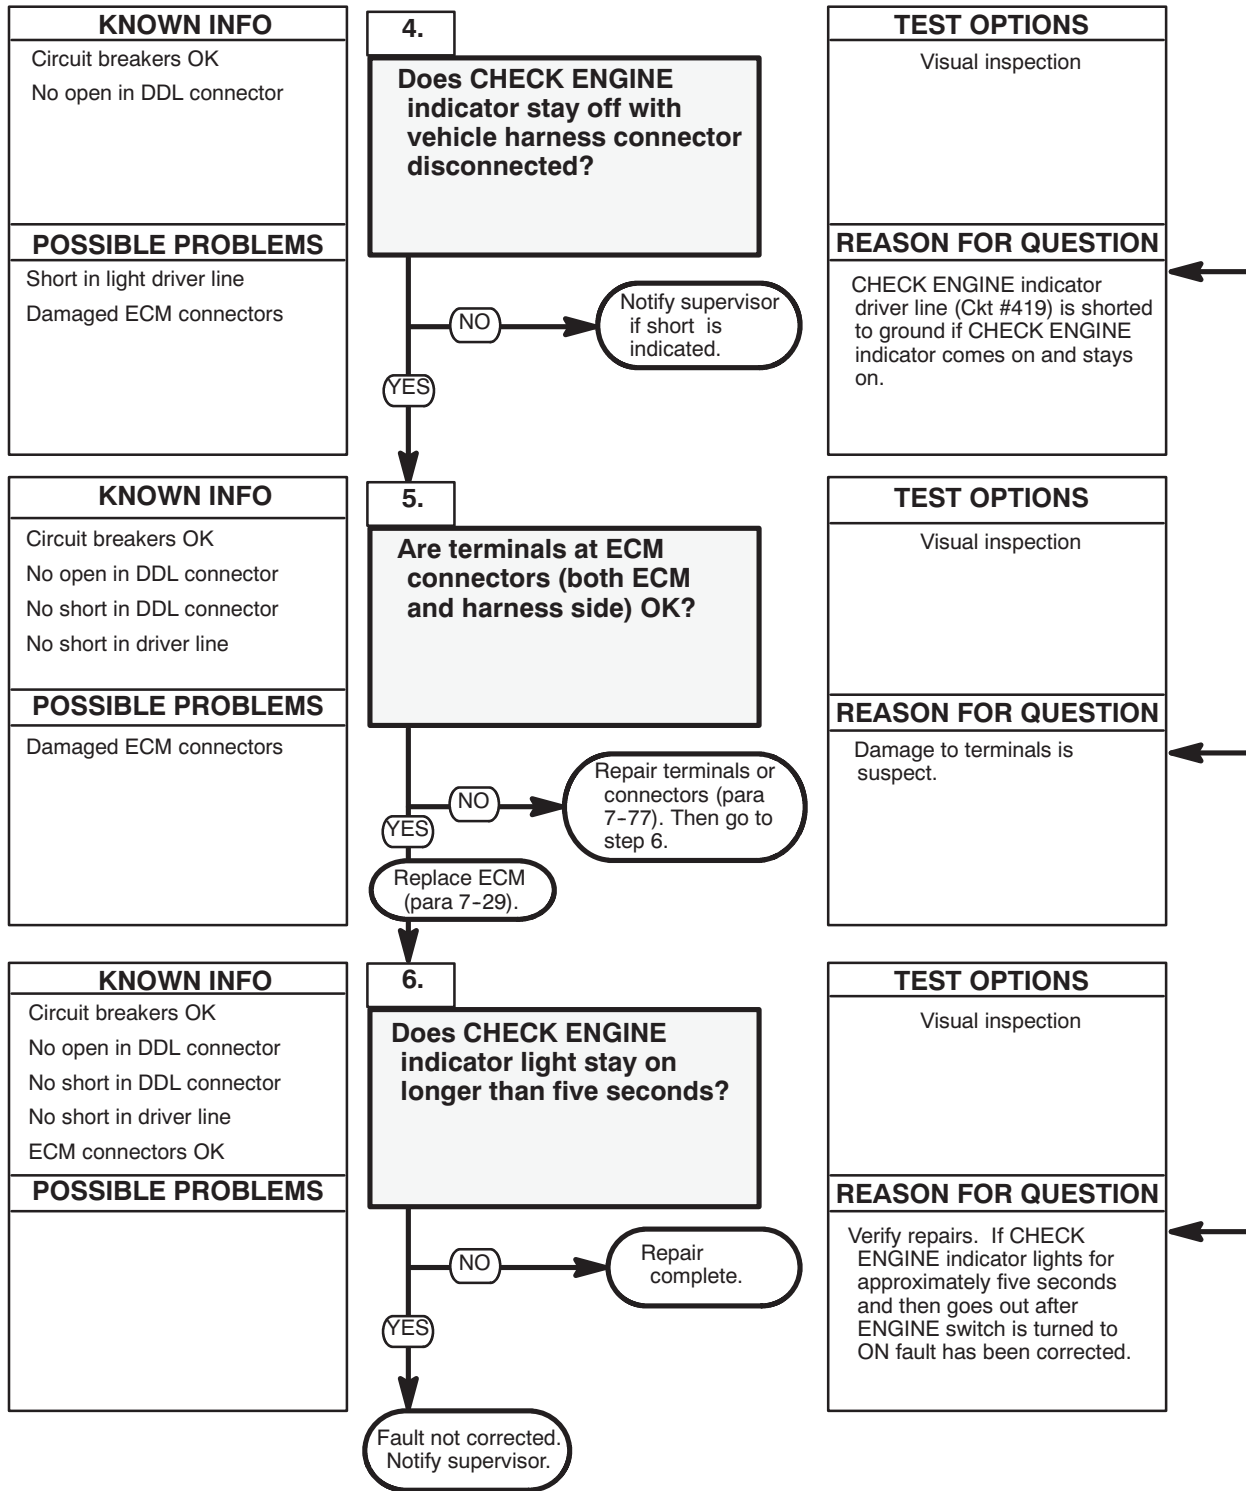 KNOWN INFO
Circuit breakers OK
No open in DDL connector
POSSIBLE PROBLEMS
Short in light driver line
Damaged ECM connectors
4.
Does CHECK ENGINE
indicator stay off with
vehicle harness connector
disconnected?
NO
Notify supervisor
if short is
indicated.
YES
TEST OPTIONS
Visual inspection
REASON FOR QUESTION
CHECK ENGINE indicator
driver line (Ckt #419) is shorted
to ground if CHECK ENGINE
indicator comes on and stays
on.
KNOWN INFO
Circuit breakers OK
No open in DDL connector
No short in DDL connector
No short in driver line
POSSIBLE PROBLEMS
Damaged ECM connectors
5.
Are terminals at ECM
connectors (both ECM
and harness side) OK?
NO
Repair terminals or
connectors (para
7-77). Then go to
step 6.
YES
Replace ECM
(para 7-29).
TEST OPTIONS
Visual inspection
REASON FOR QUESTION
Damage to terminals is
suspect.
KNOWN INFO
Circuit breakers OK
No open in DDL connector
No short in DDL connector
No short in driver line
ECM connectors OK
POSSIBLE PROBLEMS
6.
Does CHECK ENGINE
indicator light stay on
longer than five seconds?
NO
Repair
complete.
YES
Fault not corrected.
Notify supervisor.
TEST OPTIONS
Visual inspection
REASON FOR QUESTION
Verify repairs. If CHECK
ENGINE indicator lights for
approximately five seconds
and then goes out after
ENGINE switch is turned to
ON fault has been corrected.